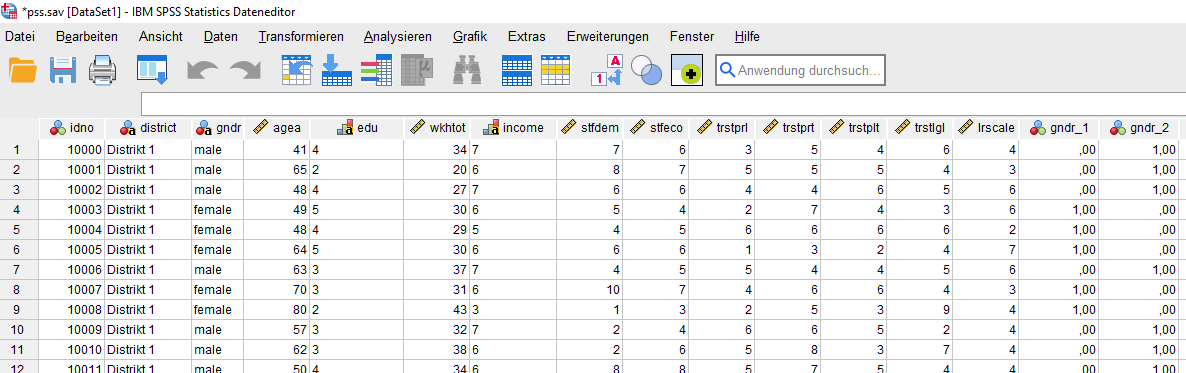 *pss.sav [DataSet1] - IBM SPSS Statistics Dateneditor
Datei Bearbeiten Ansicht Daten Transformieren Analysieren Grafik Extras Erweiterungen Fenster Hilfe
A 1 Anwendung durchsuch...
idno district gndr agea edu wkhtot income stfdem stfeco trstprl trstprt trstplt trstlgl lrscale gndr_1 gndr_2
1 10000 Distrikt 1 male 41 4 34 7 7 6 3 5 4 6 4 ,00 1,00
2 10001 Distrikt 1 male 65 2 20 6 8 7 5 5 5 4 3 ,00 1,00
3 10002 Distrikt 1 male 48 4 27 7 6 6 4 4 6 5 6 ,00 1,00
4 10003 Distrikt 1 female 49 5 30 6 5 4 2 7 4 3 6 1,00 ,00
5 10004 Distrikt 1 female 48 4 29 5 4 5 6 6 6 6 2 1,00 ,00
6 10005 Distrikt 1 female 64 5 30 6 6 6 1 3 2 4 7 1,00 ,00
7 10006 Distrikt 1 male 63 3 37 7 4 5 5 4 4 5 6 ,00 1,00
8 10007 Distrikt 1 female 70 3 31 6 10 7 4 6 6 4 3 1,00 ,00
9 10008 Distrikt 1 female 80 2 43 3 1 3 2 5 3 9 4 1,00 ,00
10 10009 Distrikt 1 male 57 3 32 7 2 4 6 6 5 2 4 ,00 1,00
11 10010 Distrikt 1 male 62 3 38 6 2 6 5 8 3 7 4 ,00 1,00
12 10011 Distrikt 1 male 50 4 34 6 8 8 5 7 5 4 4 ,00 1,00